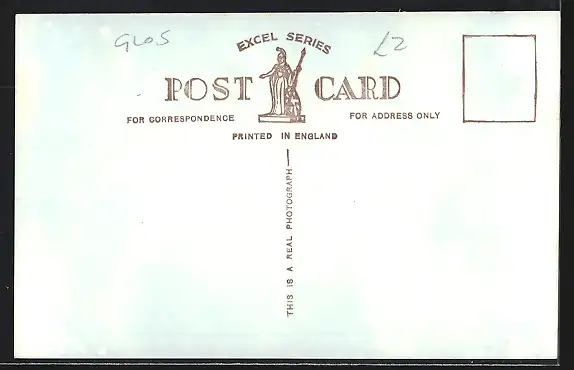 GLOS
£2
EXCEL SERIES
POST CARD
FOR CORRESPONDENCE
FOR ADDRESS ONLY
PRINTED IN ENGLAND
THIS IS A REAL PHOTOGRAPH